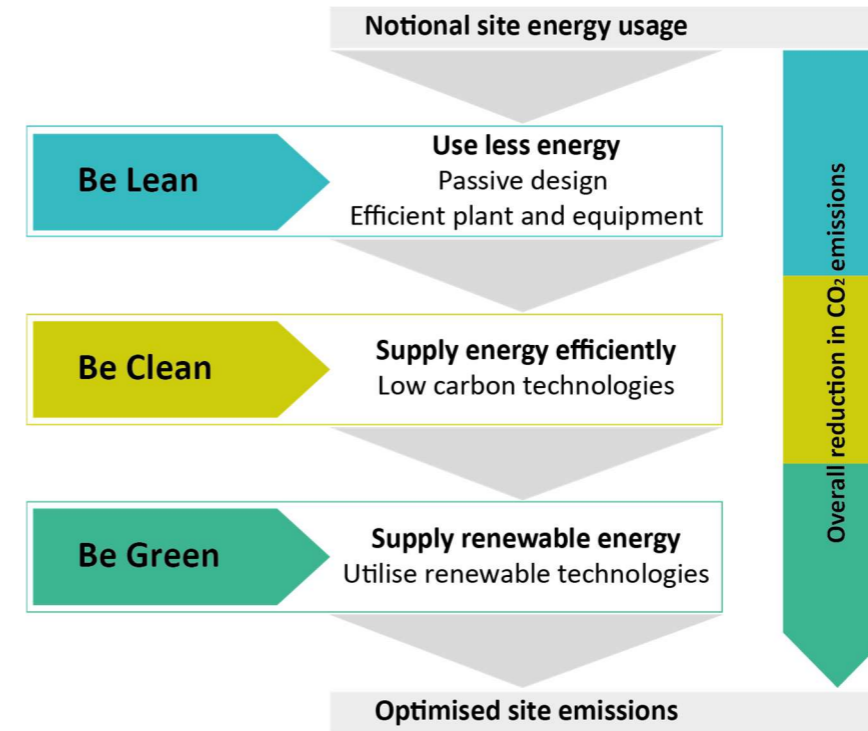 Notional site energy usage
Be Lean
Use less energy
Passive design
Efficient plant and equipment
Be Clean
Supply energy efficiently
Low carbon technologies
Be Green
Supply renewable energy
Utilise renewable technologies
Optimised site emissions
Overall reduction in CO₂ emissions